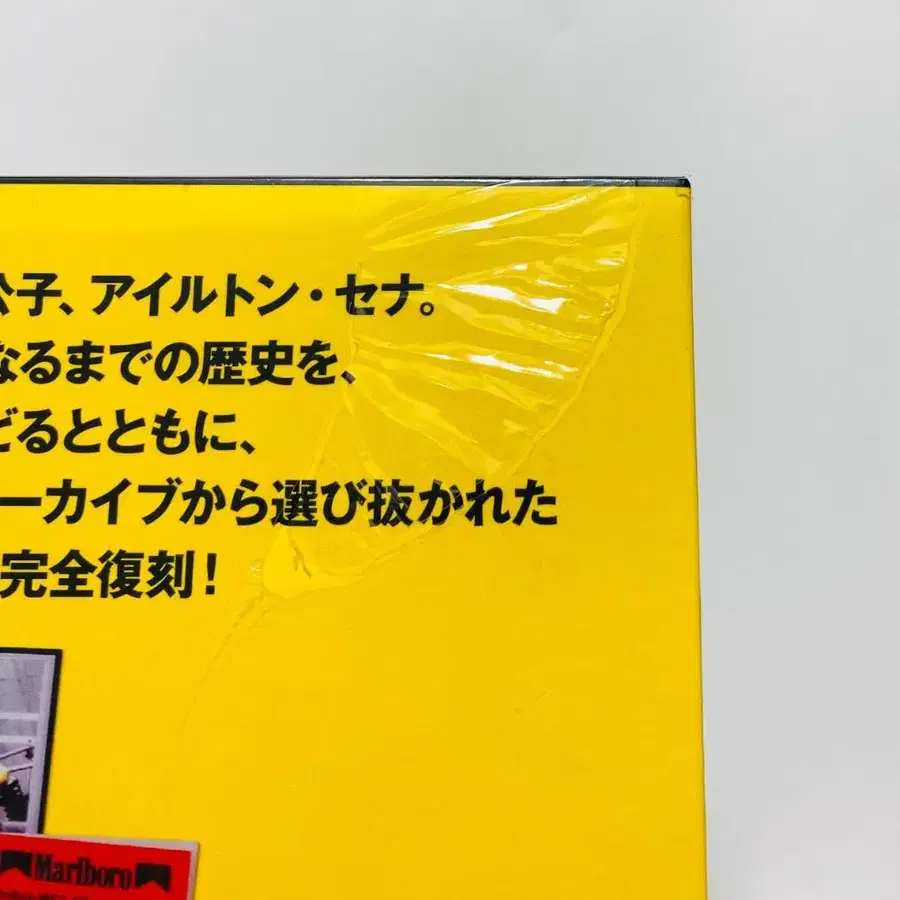 公子、アイルトン・セナ。
なるまでの歴史を、
どるとともに、
ーカイブから選び抜かれた
完全復刻！
Marlboro